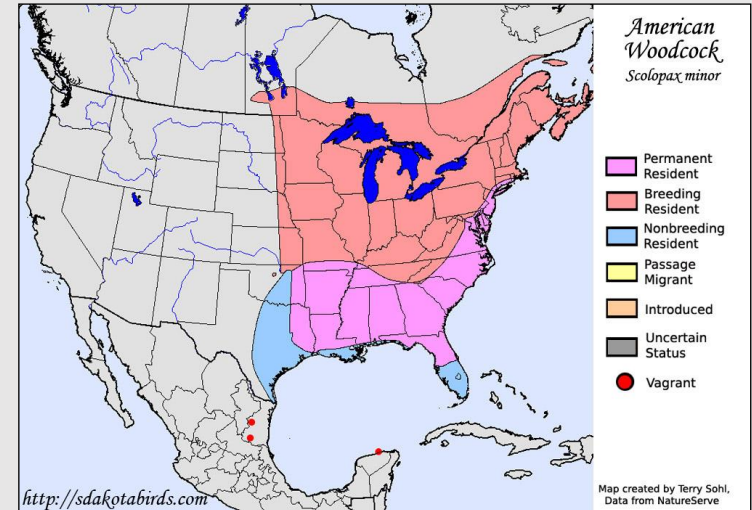 American
Woodcock
Scolopax minor
Permanent
Resident
Breeding
Resident
Nonbreeding
Resident
Passage
Migrant
Introduced
Uncertain
Status
Vagrant
http://sdakotabirds.com
Map created by Terry Sohl,
Data from NatureServe